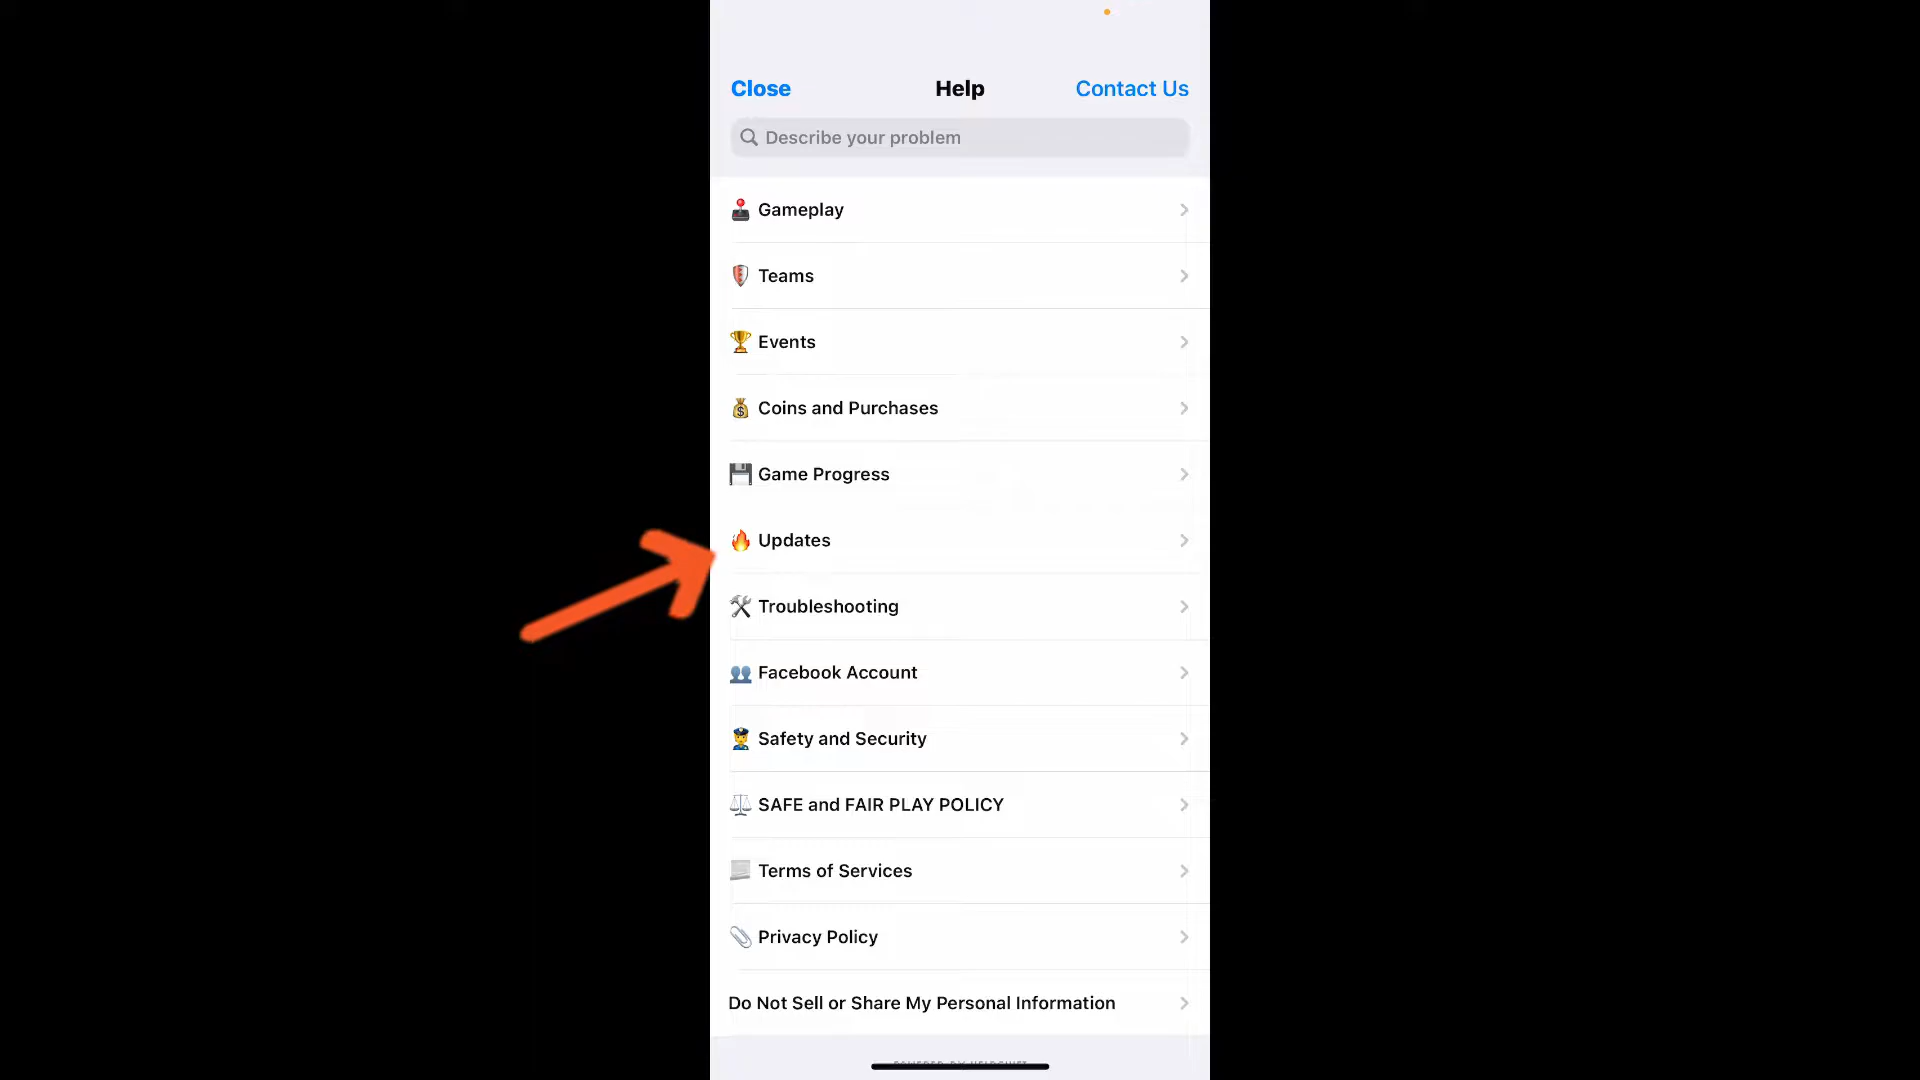 Close Help Contact Us
Describe your problem
Gameplay
Teams
Events
Coins and Purchases
Game Progress
Updates
Troubleshooting
Facebook Account
Safety and Security
SAFE and FAIR PLAY POLICY
Terms of Services
Privacy Policy
Do Not Sell or Share My Personal Information